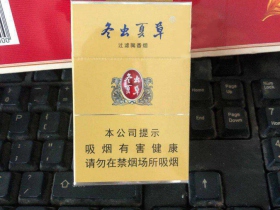 冬虫夏草
过滤嘴香烟
本公司提示
吸烟有害健康
请勿在禁烟场所吸烟